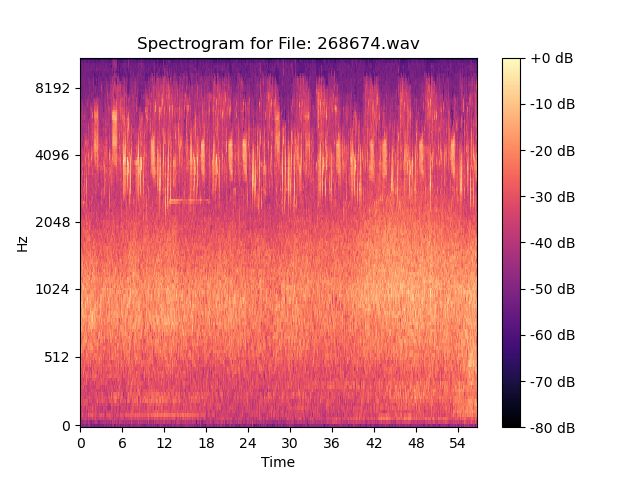 Spectrogram for File: 268674.wav
8192
4096
2048
1024
512
0
Hz
0 6 12 18 24 30 36 42 48 54
Time
+0 dB
-10 dB
-20 dB
-30 dB
-40 dB
-50 dB
-60 dB
-70 dB
-80 dB